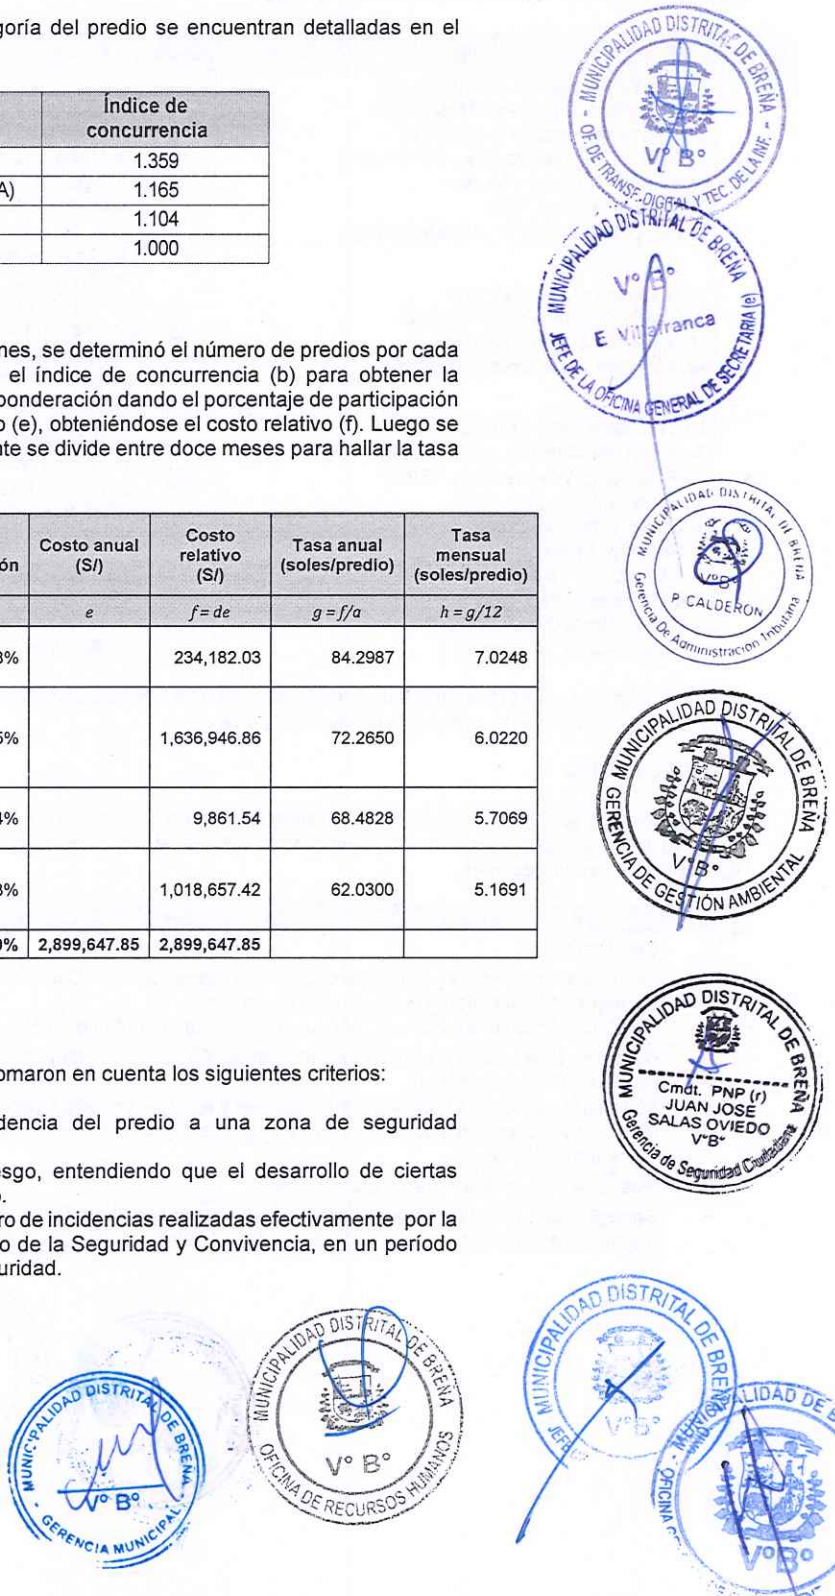 goría del predio se encuentran detalladas en el
Índice de
concurrencia
1.359
A) 1.165
1.104
1.000
nes, se determinó el número de predios por cada
el índice de concurrencia (b) para obtener la
ponderación dando el porcentaje de participación
o (e), obteniéndose el costo relativo (f). Luego se
nte se divide entre doce meses para hallar la tasa
ón Costo anual (S/) Costo relativo (S/) Tasa anual (soles/predio) Tasa mensual (soles/predio)
e f = de g = f/a h = g/12
% 234,182.03 84.2987 7.0248
% 1,636,946.86 72.2650 6.0220
% 9,861.54 68.4828 5.7069
% 1,018,657.42 62.0300 5.1691
% 2,899,647.85 2,899,647.85
omaron en cuenta los siguientes criterios:
dencia del predio a una zona de seguridad
esgo, entendiendo que el desarrollo de ciertas
o.
ro de incidencias realizadas efectivamente por la
o de la Seguridad y Convivencia, en un período
uridad.
MUNICIPALIDAD DISTRITAL DE BREÑA
OF. DE TRANSF. DIGITAL Y TEC. DE LA INF.
V° B°
MUNICIPALIDAD DISTRITAL DE BREÑA
V° B°
E Villafranca
JEFE DE LA OFICINA GENERAL DE SECRETARIA (e)
MUNICIPALIDAD DISTRITAL DE BREÑA
V°B°
P. CALDERON
Gerencia De Administracion Tributaria
MUNICIPALIDAD DISTRITAL DE BREÑA
V°B°
GERENCIA DE GESTIÓN AMBIENTAL
MUNICIPALIDAD DISTRITAL DE BREÑA
Cmdt. PNP (r)
JUAN JOSE
SALAS OVIEDO
V°B°
Gerencia de Seguridad Ciudadana
MUNICIPALIDAD DISTRITAL DE BREÑA
V° B°
GERENCIA MUNICIPAL
MUNICIPALIDAD DISTRITAL DE BREÑA
V° B°
OFICINA DE RECURSOS HUMANOS
MUNICIPALIDAD DISTRITAL DE BREÑA
V°B°
JEFE
MUNICIPALIDAD DE
V°B°
OFICINA